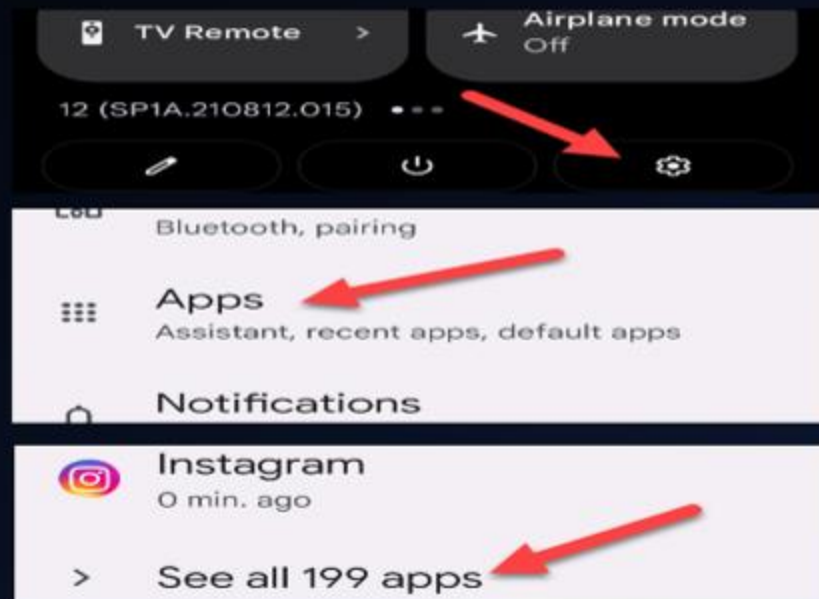 TV Remote >
Airplane mode
Off
12 (SP1A.210812.015)
Bluetooth, pairing
Apps
Assistant, recent apps, default apps
Notifications
Instagram
0 min. ago
> See all 199 apps